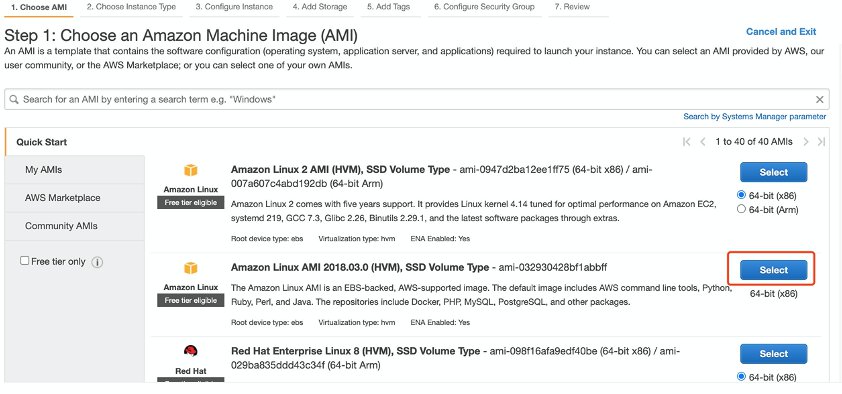 1. Choose AMI 2. Choose Instance Type 3. Configure Instance 4. Add Storage 5. Add Tags 6. Configure Security Group 7. Review
Step 1: Choose an Amazon Machine Image (AMI)
Cancel and Exit
An AMI is a template that contains the software configuration (operating system, application server, and applications) required to launch your instance. You can select an AMI provided by AWS, our
user community, or the AWS Marketplace; or you can select one of your own AMIs.
Search for an AMI by entering a search term e.g. "Windows"
Search by Systems Manager parameter
Quick Start
1 to 40 of 40 AMIs
My AMIs
AWS Marketplace
Community AMIs
Free tier only
Amazon Linux
Free tier eligible
Amazon Linux 2 AMI (HVM), SSD Volume Type - ami-0947d2ba12ee1ff75 (64-bit x86) / ami-
007a607c4abd192db (64-bit Arm)
Amazon Linux 2 comes with five years support. It provides Linux kernel 4.14 tuned for optimal performance on Amazon EC2,
systemd 219, GCC 7.3, Glibc 2.26, Binutils 2.29.1, and the latest software packages through extras.
Root device type: ebs Virtualization type: hvm ENA Enabled: Yes
Select
64-bit (x86)
64-bit (Arm)
Amazon Linux
Free tier eligible
Amazon Linux AMI 2018.03.0 (HVM), SSD Volume Type - ami-032930428bf1abbff
The Amazon Linux AMI is an EBS-backed, AWS-supported image. The default image includes AWS command line tools, Python,
Ruby, Perl, and Java. The repositories include Docker, PHP, MySQL, PostgreSQL, and other packages.
Root device type: ebs Virtualization type: hvm ENA Enabled: Yes
Select
64-bit (x86)
Red Hat
Red Hat Enterprise Linux 8 (HVM), SSD Volume Type - ami-098f16afa9edf40be (64-bit x86) / ami-
029ba835ddd43c34f (64-bit Arm)
Select
64-bit (x86)